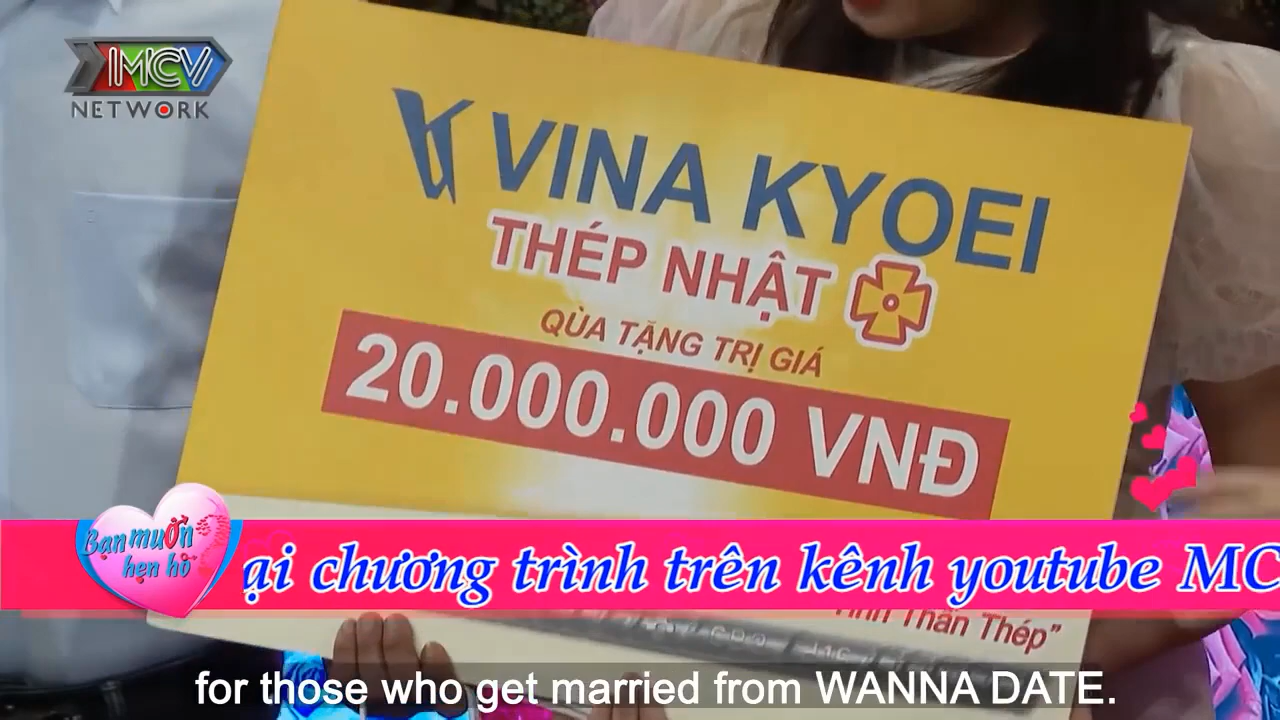 MCV
NETWORK
VINA KYOEI
THÉP NHẬT
QÙA TẶNG TRỊ GIÁ
20.000.000 VNĐ
Bạn muốn
hẹn hò
ại chương trình trên kênh youtube MC
Thần Thép”
for those who get married from WANNA DATE.